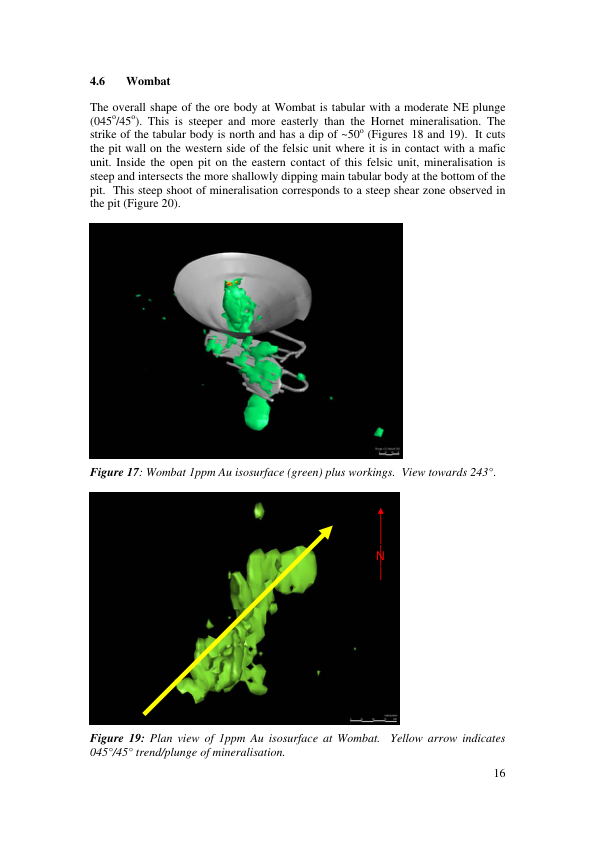 4.6 Wombat
The overall shape of the ore body at Wombat is tabular with a moderate NE plunge
(045°/45°). This is steeper and more easterly than the Hornet mineralisation. The
strike of the tabular body is north and has a dip of ~50° (Figures 18 and 19). It cuts
the pit wall on the western side of the felsic unit where it is in contact with a mafic
unit. Inside the open pit on the eastern contact of this felsic unit, mineralisation is
steep and intersects the more shallowly dipping main tabular body at the bottom of the
pit. This steep shoot of mineralisation corresponds to a steep shear zone observed in
the pit (Figure 20).
Figure 17: Wombat 1ppm Au isosurface (green) plus workings. View towards 243°.
N
Figure 19: Plan view of 1ppm Au isosurface at Wombat. Yellow arrow indicates
045°/45° trend/plunge of mineralisation.
16